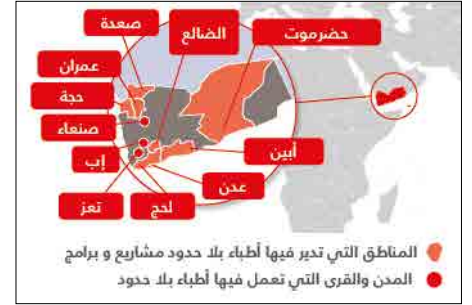 صعدة
الضالع
حضرموت
عمران
حجة
صنعاء
إب
أبين
عدن
تعز
لحج
المناطق التي تدير فيها أطباء بلا حدود مشاريع و برامج
المدن والقرى التي تعمل فيها أطباء بلا حدود